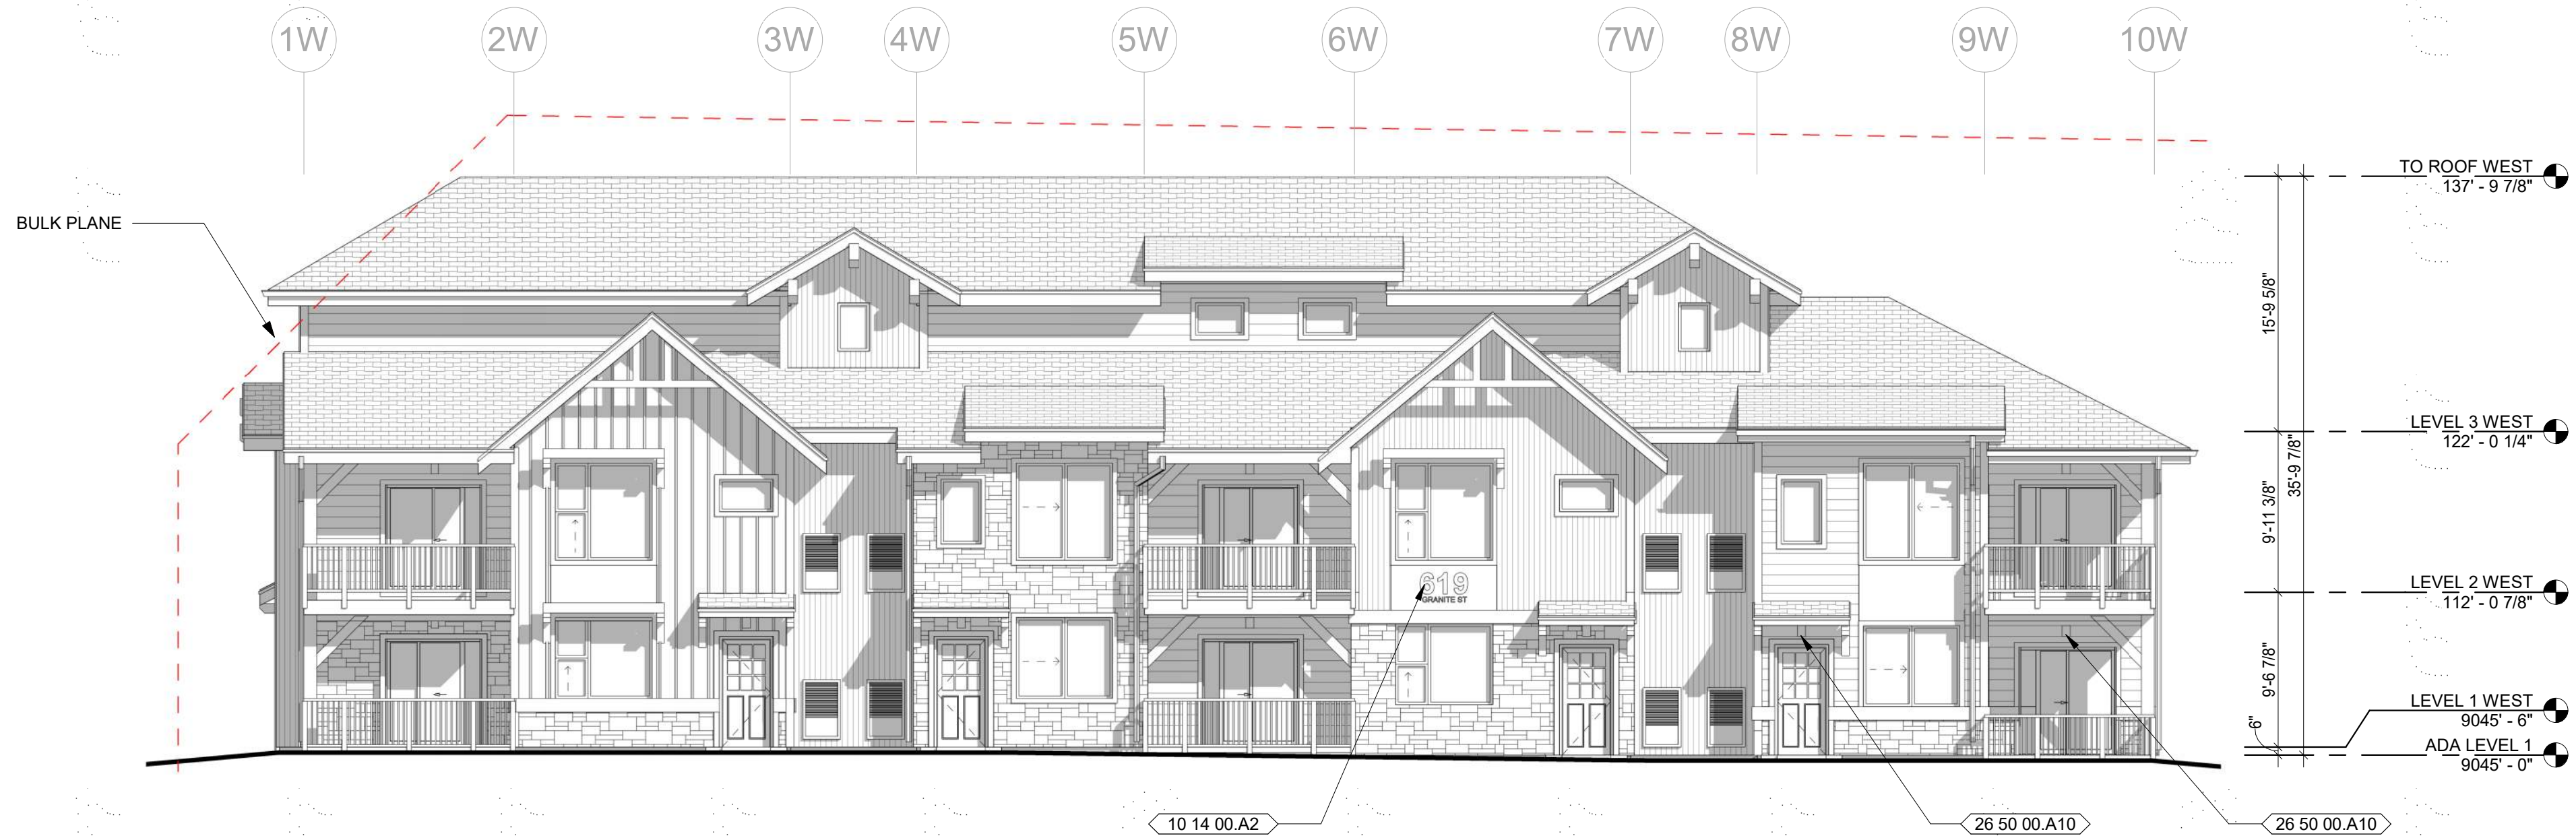 1W 2W 3W 4W 5W 6W 7W 8W 9W 10W
TO ROOF WEST
137' - 9 7/8"
BULK PLANE
15'-9 5/8"
LEVEL 3 WEST
122' - 0 1/4"
35'-9 7/8"
9'-11 3/8"
LEVEL 2 WEST
112' - 0 7/8"
619
GRANITE ST
9'-6 7/8"
LEVEL 1 WEST
9045' - 6"
6"
ADA LEVEL 1
9045' - 0"
10 14 00.A2
26 50 00.A10
26 50 00.A10